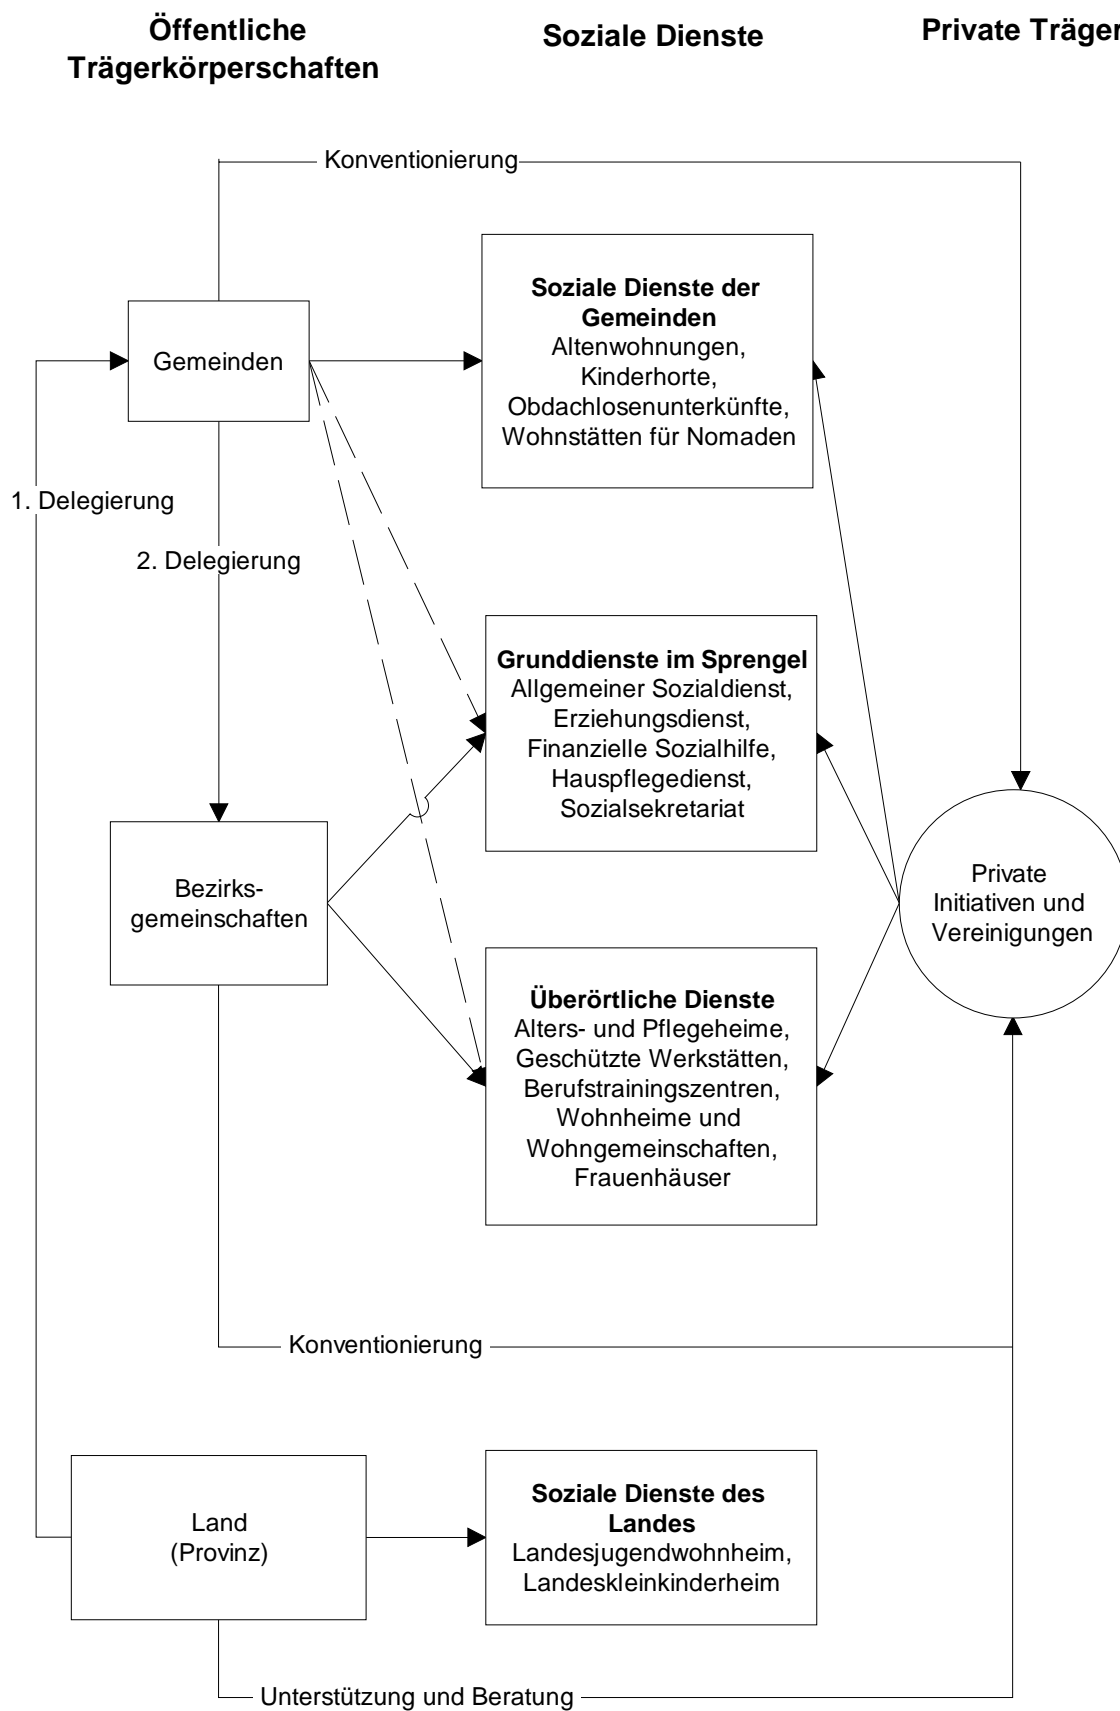 Öffentliche
Trägerkörperschaften
Soziale Dienste
Private Träger
Konventionierung
Soziale Dienste der
Gemeinden
Altenwohnungen,
Kinderhorte,
Obdachlosenunterkünfte,
Wohnstätten für Nomaden
Gemeinden
1. Delegierung
2. Delegierung
Grunddienste im Sprengel
Allgemeiner Sozialdienst,
Erziehungsdienst,
Finanzielle Sozialhilfe,
Hauspflegedienst,
Sozialsekretariat
Bezirks-
gemeinschaften
Private
Initiativen und
Vereinigungen
Überörtliche Dienste
Alters- und Pflegeheime,
Geschützte Werkstätten,
Berufstrainingszentren,
Wohnheime und
Wohngemeinschaften,
Frauenhäuser
Konventionierung
Land
(Provinz)
Soziale Dienste des
Landes
Landesjugendwohnheim,
Landeskleinkinderheim
Unterstützung und Beratung